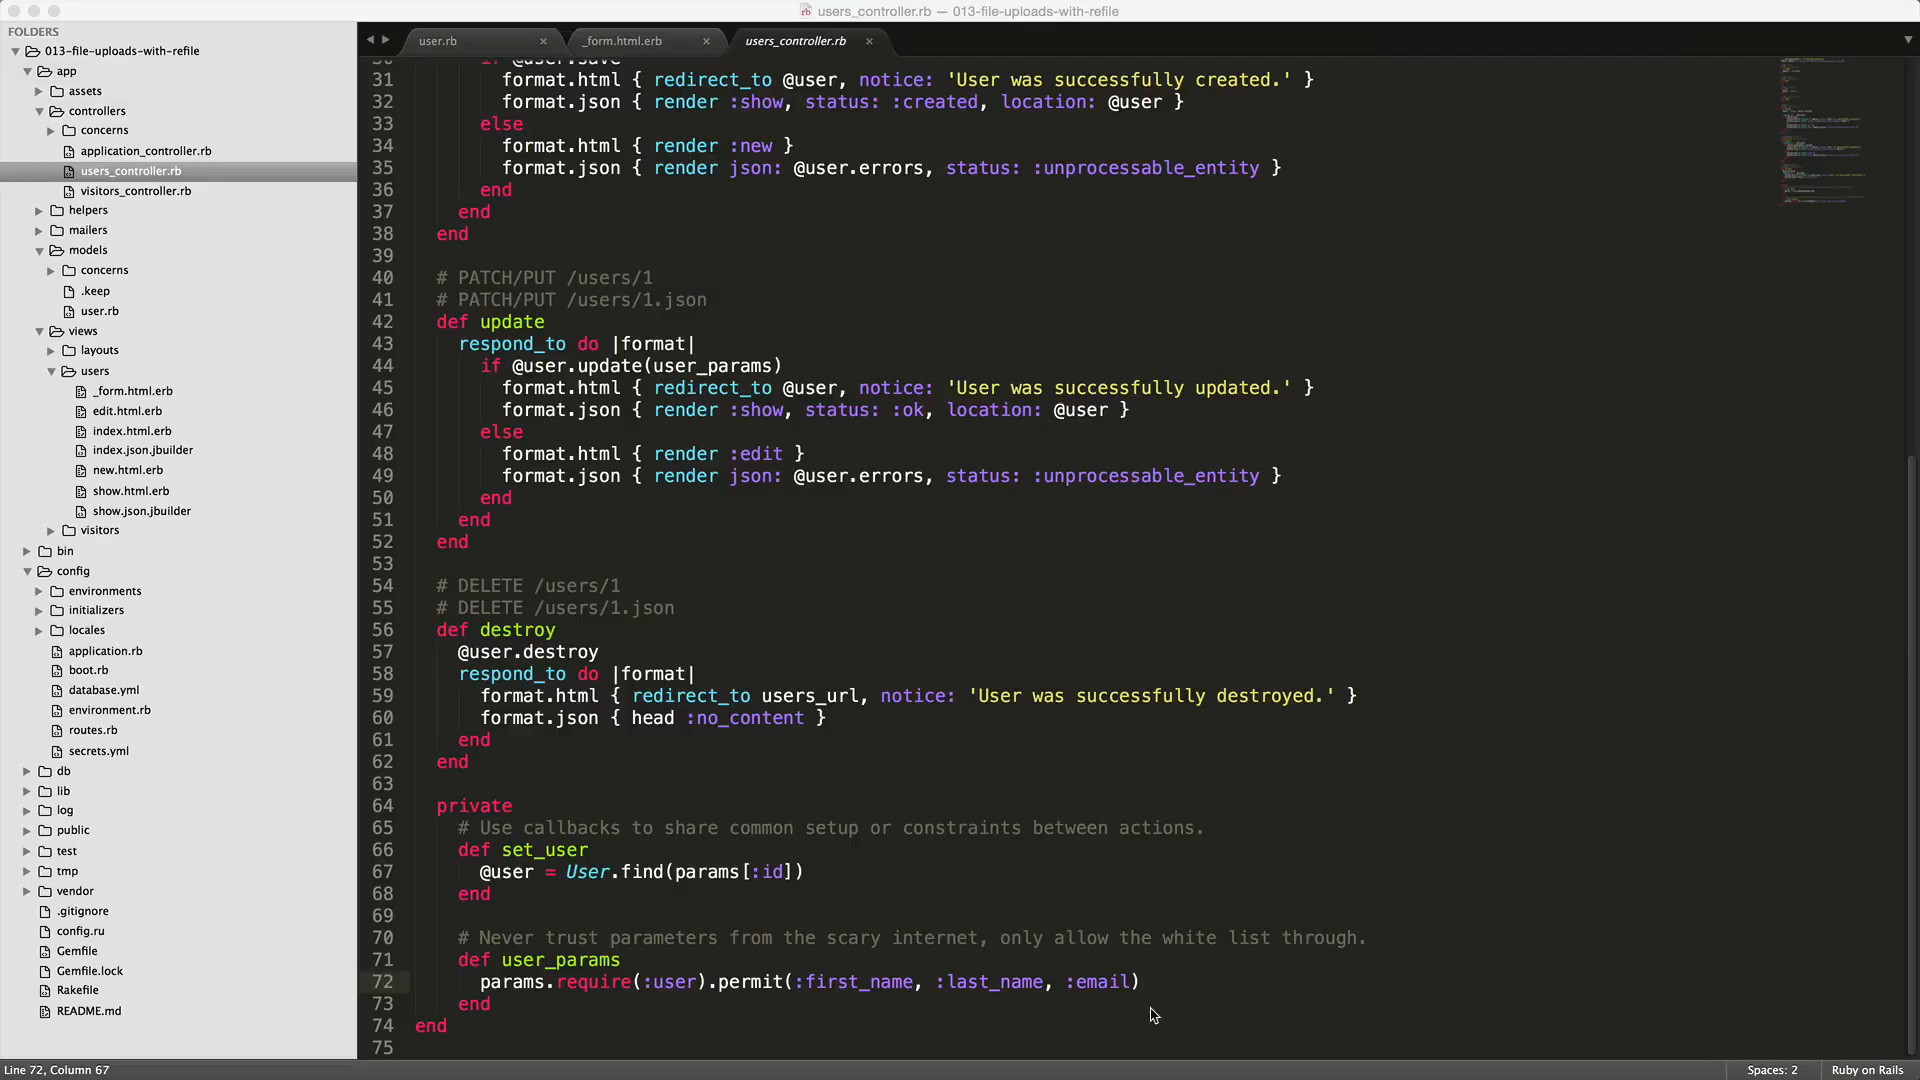 users_controller.rb — 013-file-uploads-with-refile
FOLDERS
013-file-uploads-with-refile
app
assets
controllers
concerns
application_controller.rb
users_controller.rb
visitors_controller.rb
helpers
mailers
models
concerns
.keep
user.rb
views
layouts
users
_form.html.erb
edit.html.erb
index.html.erb
index.json.jbuilder
new.html.erb
show.html.erb
show.json.jbuilder
visitors
bin
config
environments
initializers
locales
application.rb
boot.rb
database.yml
environment.rb
routes.rb
secrets.yml
db
lib
log
public
test
tmp
vendor
.gitignore
config.ru
Gemfile
Gemfile.lock
Rakefile
README.md
user.rb _form.html.erb users_controller.rb
30 if @user.save
31 format.html { redirect_to @user, notice: 'User was successfully created.' }
32 format.json { render :show, status: :created, location: @user }
33 else
34 format.html { render :new }
35 format.json { render json: @user.errors, status: :unprocessable_entity }
36 end
37 end
38 end
39
40 # PATCH/PUT /users/1
41 # PATCH/PUT /users/1.json
42 def update
43 respond_to do |format|
44 if @user.update(user_params)
45 format.html { redirect_to @user, notice: 'User was successfully updated.' }
46 format.json { render :show, status: :ok, location: @user }
47 else
48 format.html { render :edit }
49 format.json { render json: @user.errors, status: :unprocessable_entity }
50 end
51 end
52 end
53
54 # DELETE /users/1
55 # DELETE /users/1.json
56 def destroy
57 @user.destroy
58 respond_to do |format|
59 format.html { redirect_to users_url, notice: 'User was successfully destroyed.' }
60 format.json { head :no_content }
61 end
62 end
63
64 private
65 # Use callbacks to share common setup or constraints between actions.
66 def set_user
67 @user = User.find(params[:id])
68 end
69
70 # Never trust parameters from the scary internet, only allow the white list through.
71 def user_params
72 params.require(:user).permit(:first_name, :last_name, :email)
73 end
74 end
75
Line 72, Column 67 Spaces: 2 Ruby on Rails